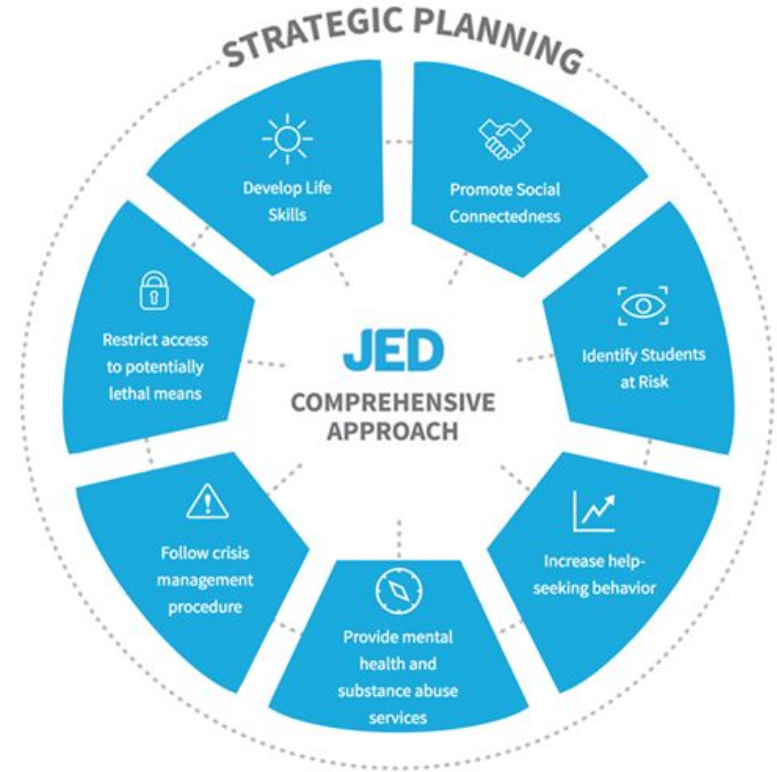 STRATEGIC PLANNING
Develop Life
Skills
Promote Social
Connectedness
Restrict access
to potentially
lethal means
Identify Students
at Risk
JED
COMPREHENSIVE
APPROACH
Follow crisis
management
procedure
Increase help-
seeking behavior
Provide mental
health and
substance abuse
services